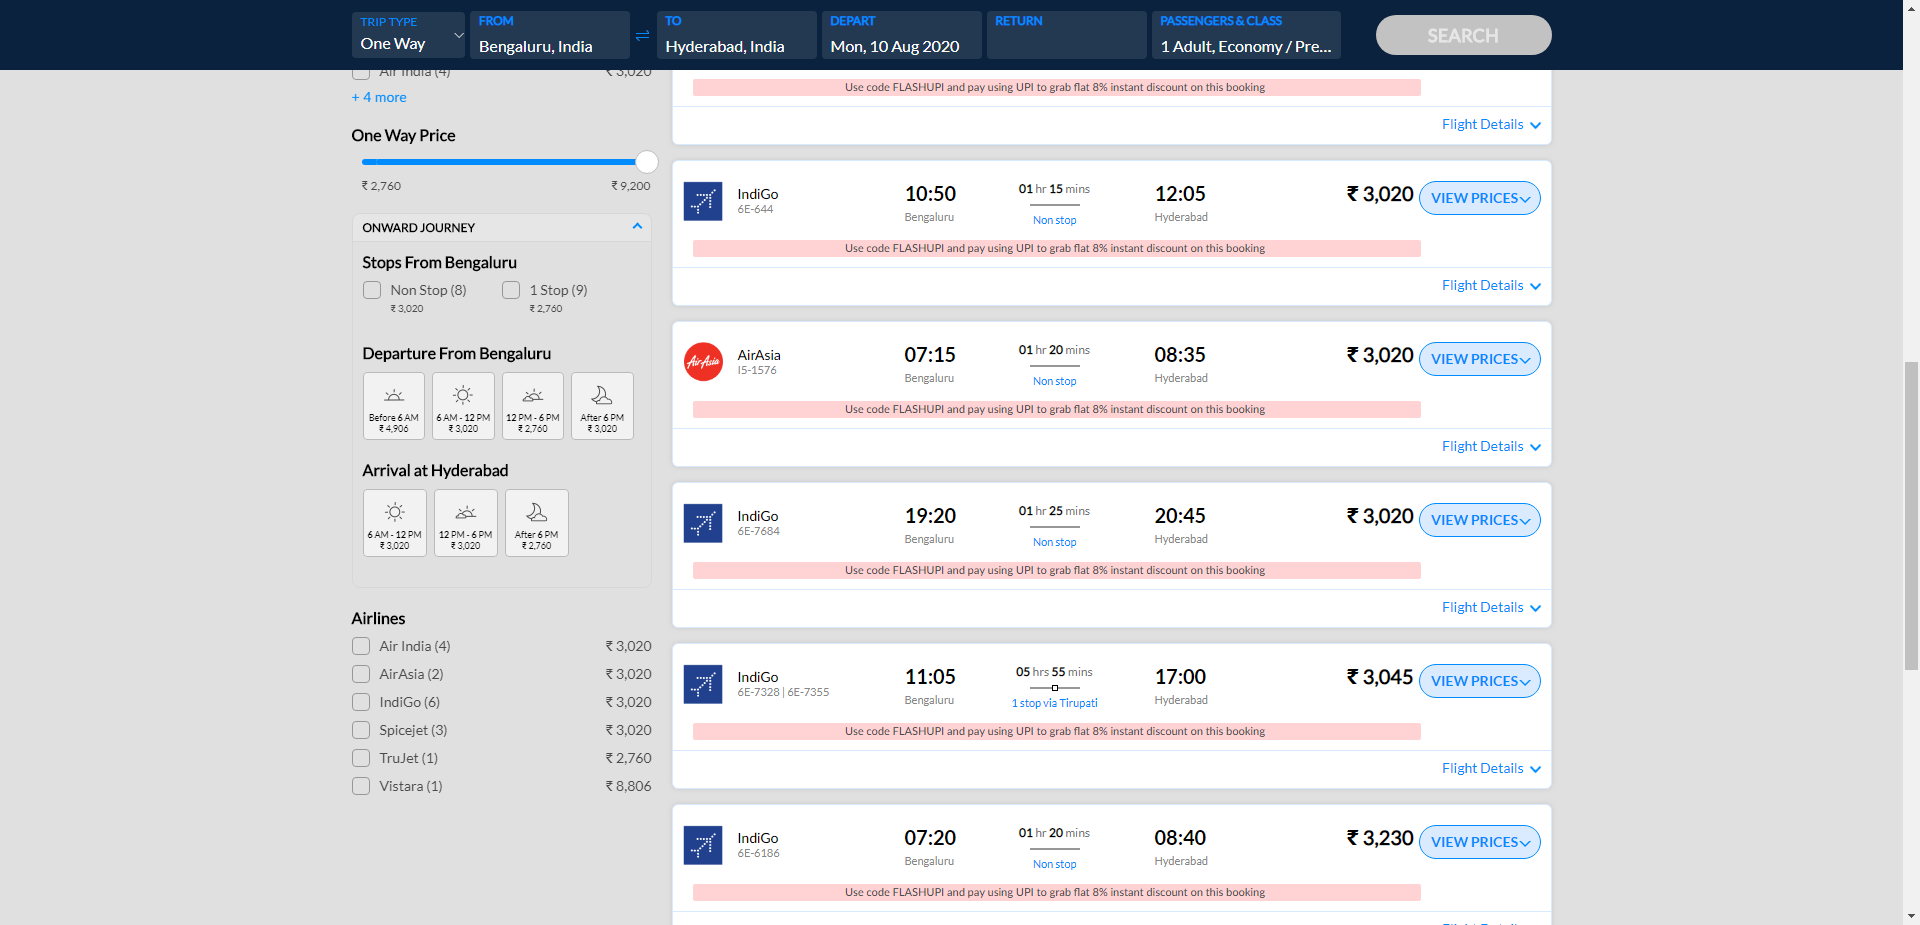 TRIP TYPE
One Way
FROM
Bengaluru, India
TO
Hyderabad, India
DEPART
Mon, 10 Aug 2020
RETURN
PASSENGERS & CLASS
1 Adult, Economy / Pre...
SEARCH
Air India (4)
₹ 3,020
+ 4 more
One Way Price
₹ 2,760
₹ 9,200
ONWARD JOURNEY
Stops From Bengaluru
Non Stop (8)
₹ 3,020
1 Stop (9)
₹ 2,760
Departure From Bengaluru
Before 6 AM
₹ 4,906
6 AM - 12 PM
₹ 3,020
12 PM - 6 PM
₹ 2,760
After 6 PM
₹ 3,020
Arrival at Hyderabad
6 AM - 12 PM
₹ 3,020
12 PM - 6 PM
₹ 3,020
After 6 PM
₹ 2,760
Airlines
Air India (4) ₹ 3,020
AirAsia (2) ₹ 3,020
IndiGo (6) ₹ 3,020
Spicejet (3) ₹ 3,020
TruJet (1) ₹ 2,760
Vistara (1) ₹ 8,806
Use code FLASHUPI and pay using UPI to grab flat 8% instant discount on this booking
Flight Details
IndiGo
6E-644
10:50
Bengaluru
01 hr 15 mins
Non stop
12:05
Hyderabad
₹ 3,020
VIEW PRICES
Use code FLASHUPI and pay using UPI to grab flat 8% instant discount on this booking
Flight Details
AirAsia
AirAsia
I5-1576
07:15
Bengaluru
01 hr 20 mins
Non stop
08:35
Hyderabad
₹ 3,020
VIEW PRICES
Use code FLASHUPI and pay using UPI to grab flat 8% instant discount on this booking
Flight Details
IndiGo
6E-7684
19:20
Bengaluru
01 hr 25 mins
Non stop
20:45
Hyderabad
₹ 3,020
VIEW PRICES
Use code FLASHUPI and pay using UPI to grab flat 8% instant discount on this booking
Flight Details
IndiGo
6E-7328 | 6E-7355
11:05
Bengaluru
05 hrs 55 mins
1 stop via Tirupati
17:00
Hyderabad
₹ 3,045
VIEW PRICES
Use code FLASHUPI and pay using UPI to grab flat 8% instant discount on this booking
Flight Details
IndiGo
6E-6186
07:20
Bengaluru
01 hr 20 mins
Non stop
08:40
Hyderabad
₹ 3,230
VIEW PRICES
Use code FLASHUPI and pay using UPI to grab flat 8% instant discount on this booking